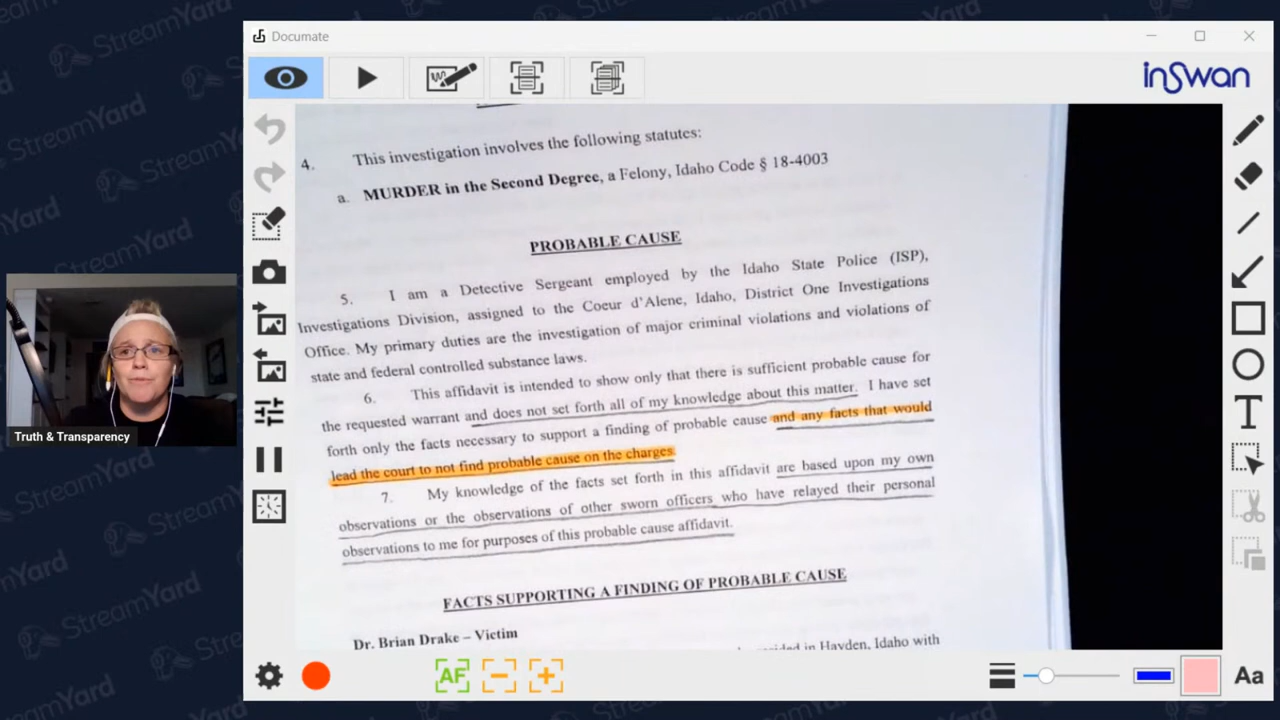 StreamYard
Documate
inSwan
4. This investigation involves the following statutes:
a. MURDER in the Second Degree, a Felony, Idaho Code § 18-4003
PROBABLE CAUSE
5. I am a Detective Sergeant employed by the Idaho State Police (ISP),
Investigations Division, assigned to the Coeur d'Alene, Idaho, District One Investigations
Office. My primary duties are the investigation of major criminal violations and violations of
state and federal controlled substance laws.
6. This affidavit is intended to show only that there is sufficient probable cause for
the requested warrant and does not set forth all of my knowledge about this matter. I have set
forth only the facts necessary to support a finding of probable cause and any facts that would
lead the court to not find probable cause on the charges.
7. My knowledge of the facts set forth in this affidavit are based upon my own
observations or the observations of other sworn officers who have relayed their personal
observations to me for purposes of this probable cause affidavit.
FACTS SUPPORTING A FINDING OF PROBABLE CAUSE
Dr. Brian Drake – Victim
in Hayden, Idaho with
Truth & Transparency
T
AF
Aa